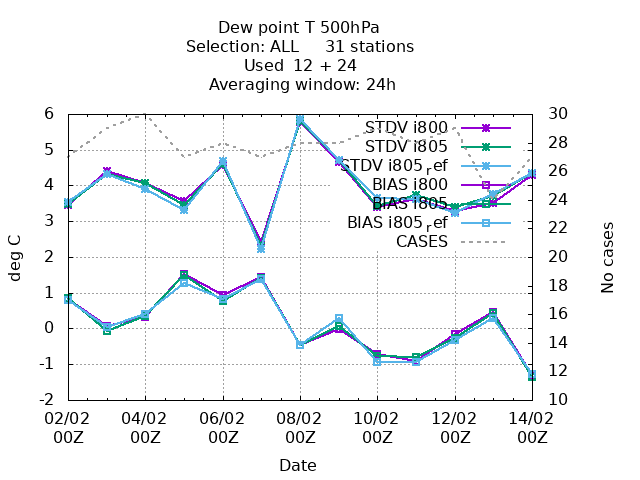 Dew point T 500hPa
Selection: ALL     31 stations
Used  12 + 24
Averaging window: 24h
6
5
4
3
2
1
0
-1
-2
deg C
30
28
26
24
22
20
18
16
14
12
10
No cases
STDV i800
STDV i805
STDV i805ref
BIAS i800
BIAS i805
BIAS i805ref
CASES
02/02 04/02 06/02 08/02 10/02 12/02 14/02
00Z 00Z 00Z 00Z 00Z 00Z 00Z
Date